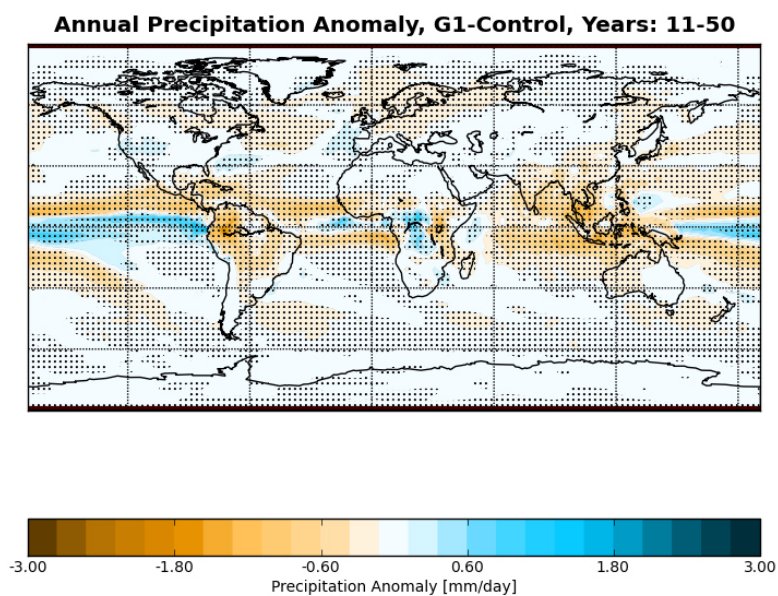 Annual Precipitation Anomaly, G1-Control, Years: 11-50
-3.00 -1.80 -0.60 0.60 1.80 3.00
Precipitation Anomaly [mm/day]